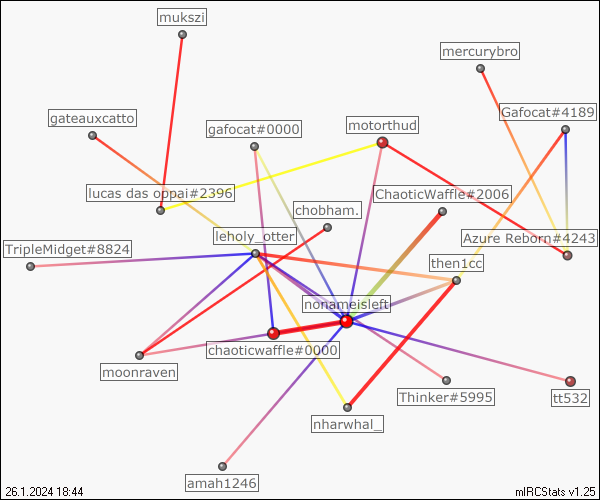 mukszi
mercurybro
gateauxcatto
gafocat#0000
motorthud
Gafocat#4189
lucas das oppai#2396
chobham.
ChaoticWaffle#2006
TripleMidget#8824
leholy_otter
Azure Reborn#4243
then1cc
nonameisleft
chaoticwaffle#0000
moonraven
Thinker#5995
tt532
nharwhal_
amah1246
26.1.2024 18:44
mIRCStats v1.25